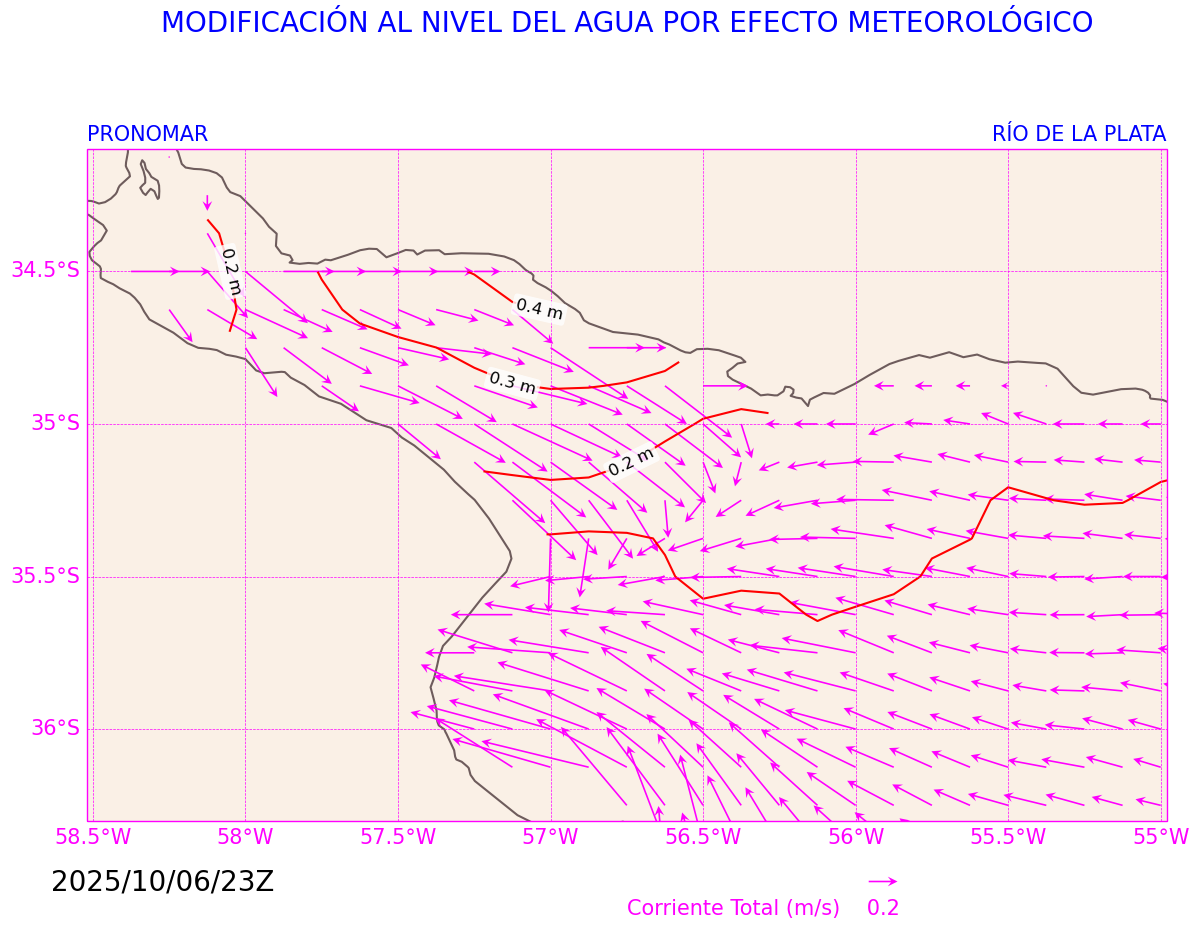 MODIFICACIÓN AL NIVEL DEL AGUA POR EFECTO METEOROLÓGICO
PRONOMAR
RÍO DE LA PLATA
0.2 m
34.5°S
0.4 m
0.3 m
35°S
0.2 m
35.5°S
36°S
58.5°W 58°W 57.5°W 57°W 56.5°W 56°W 55.5°W 55°W
2025/10/06/23Z
Corriente Total (m/s) 0.2